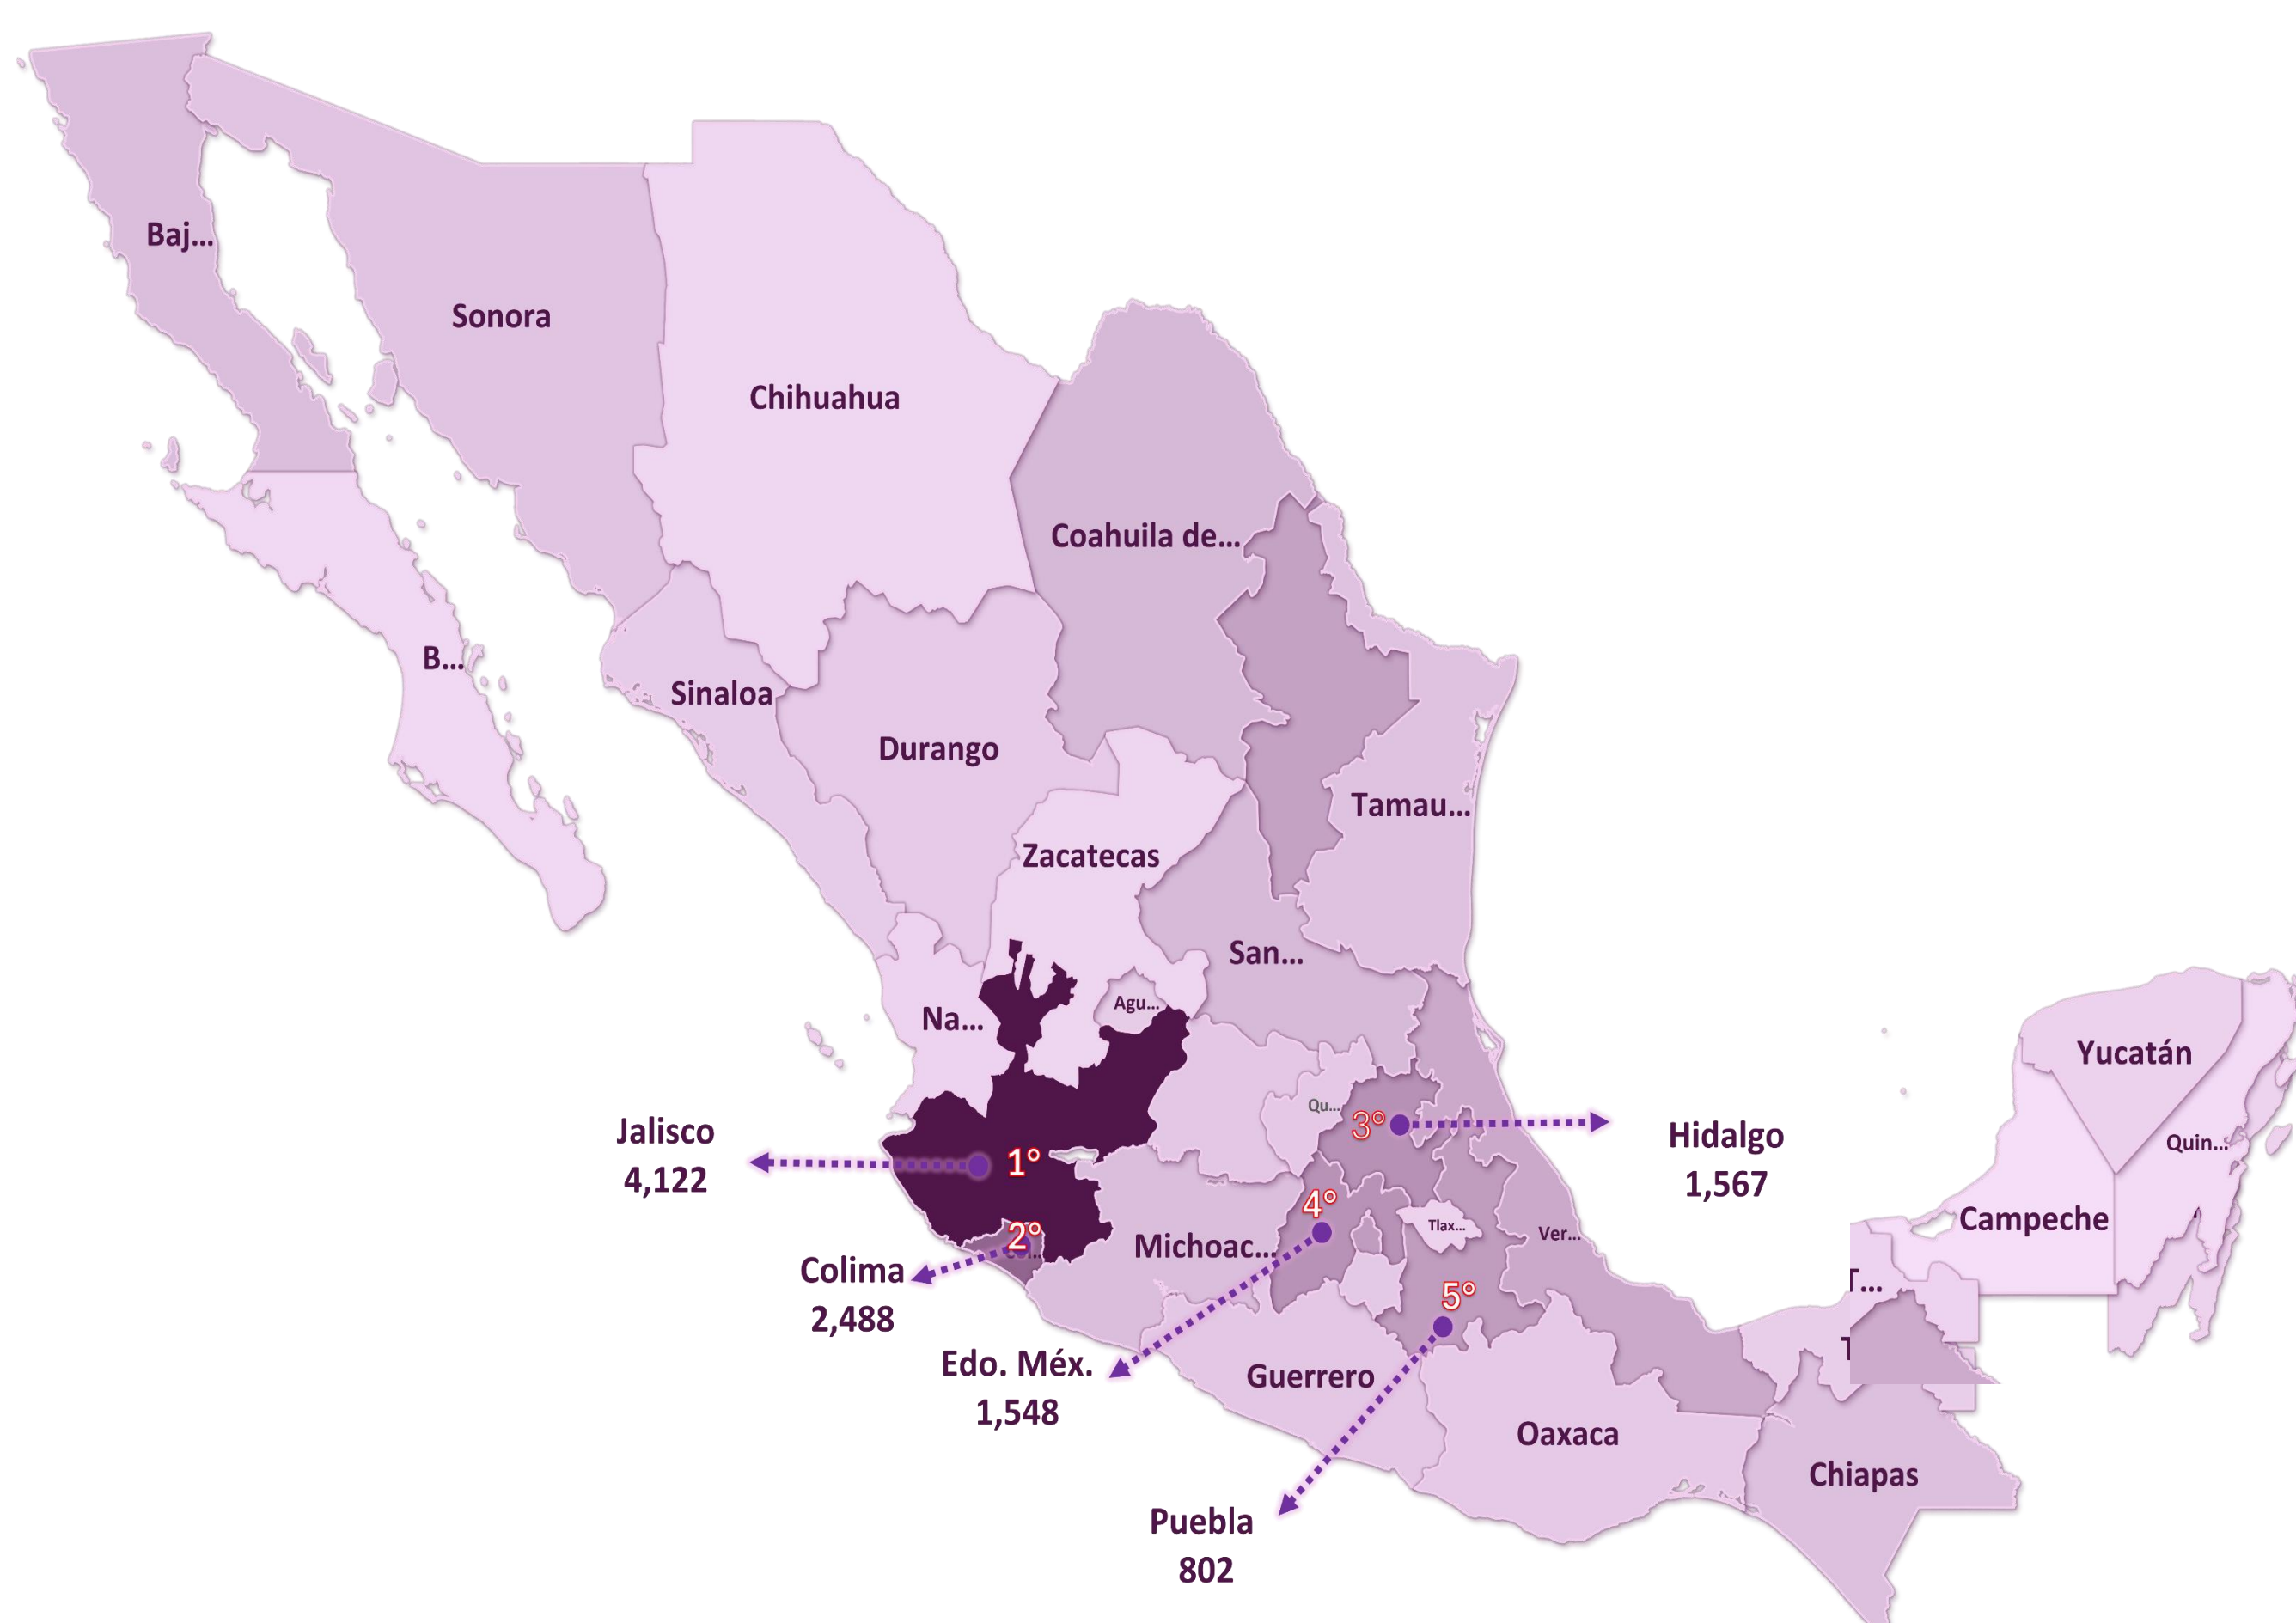 Baj...
Sonora
Chihuahua
Coahuila de...
B...
Sinaloa
Durango
Tamau...
Zacatecas
San...
Agu...
Na...
Yucatán
Qu...
3°
Quin...
Jalisco
4,122
Hidalgo
1,567
1°
4°
Tlax...
Ver...
Campeche
2°
Michoac...
Colima
2,488
T...
5°
Edo. Méx.
1,548
Guerrero
T
Oaxaca
Chiapas
Puebla
802